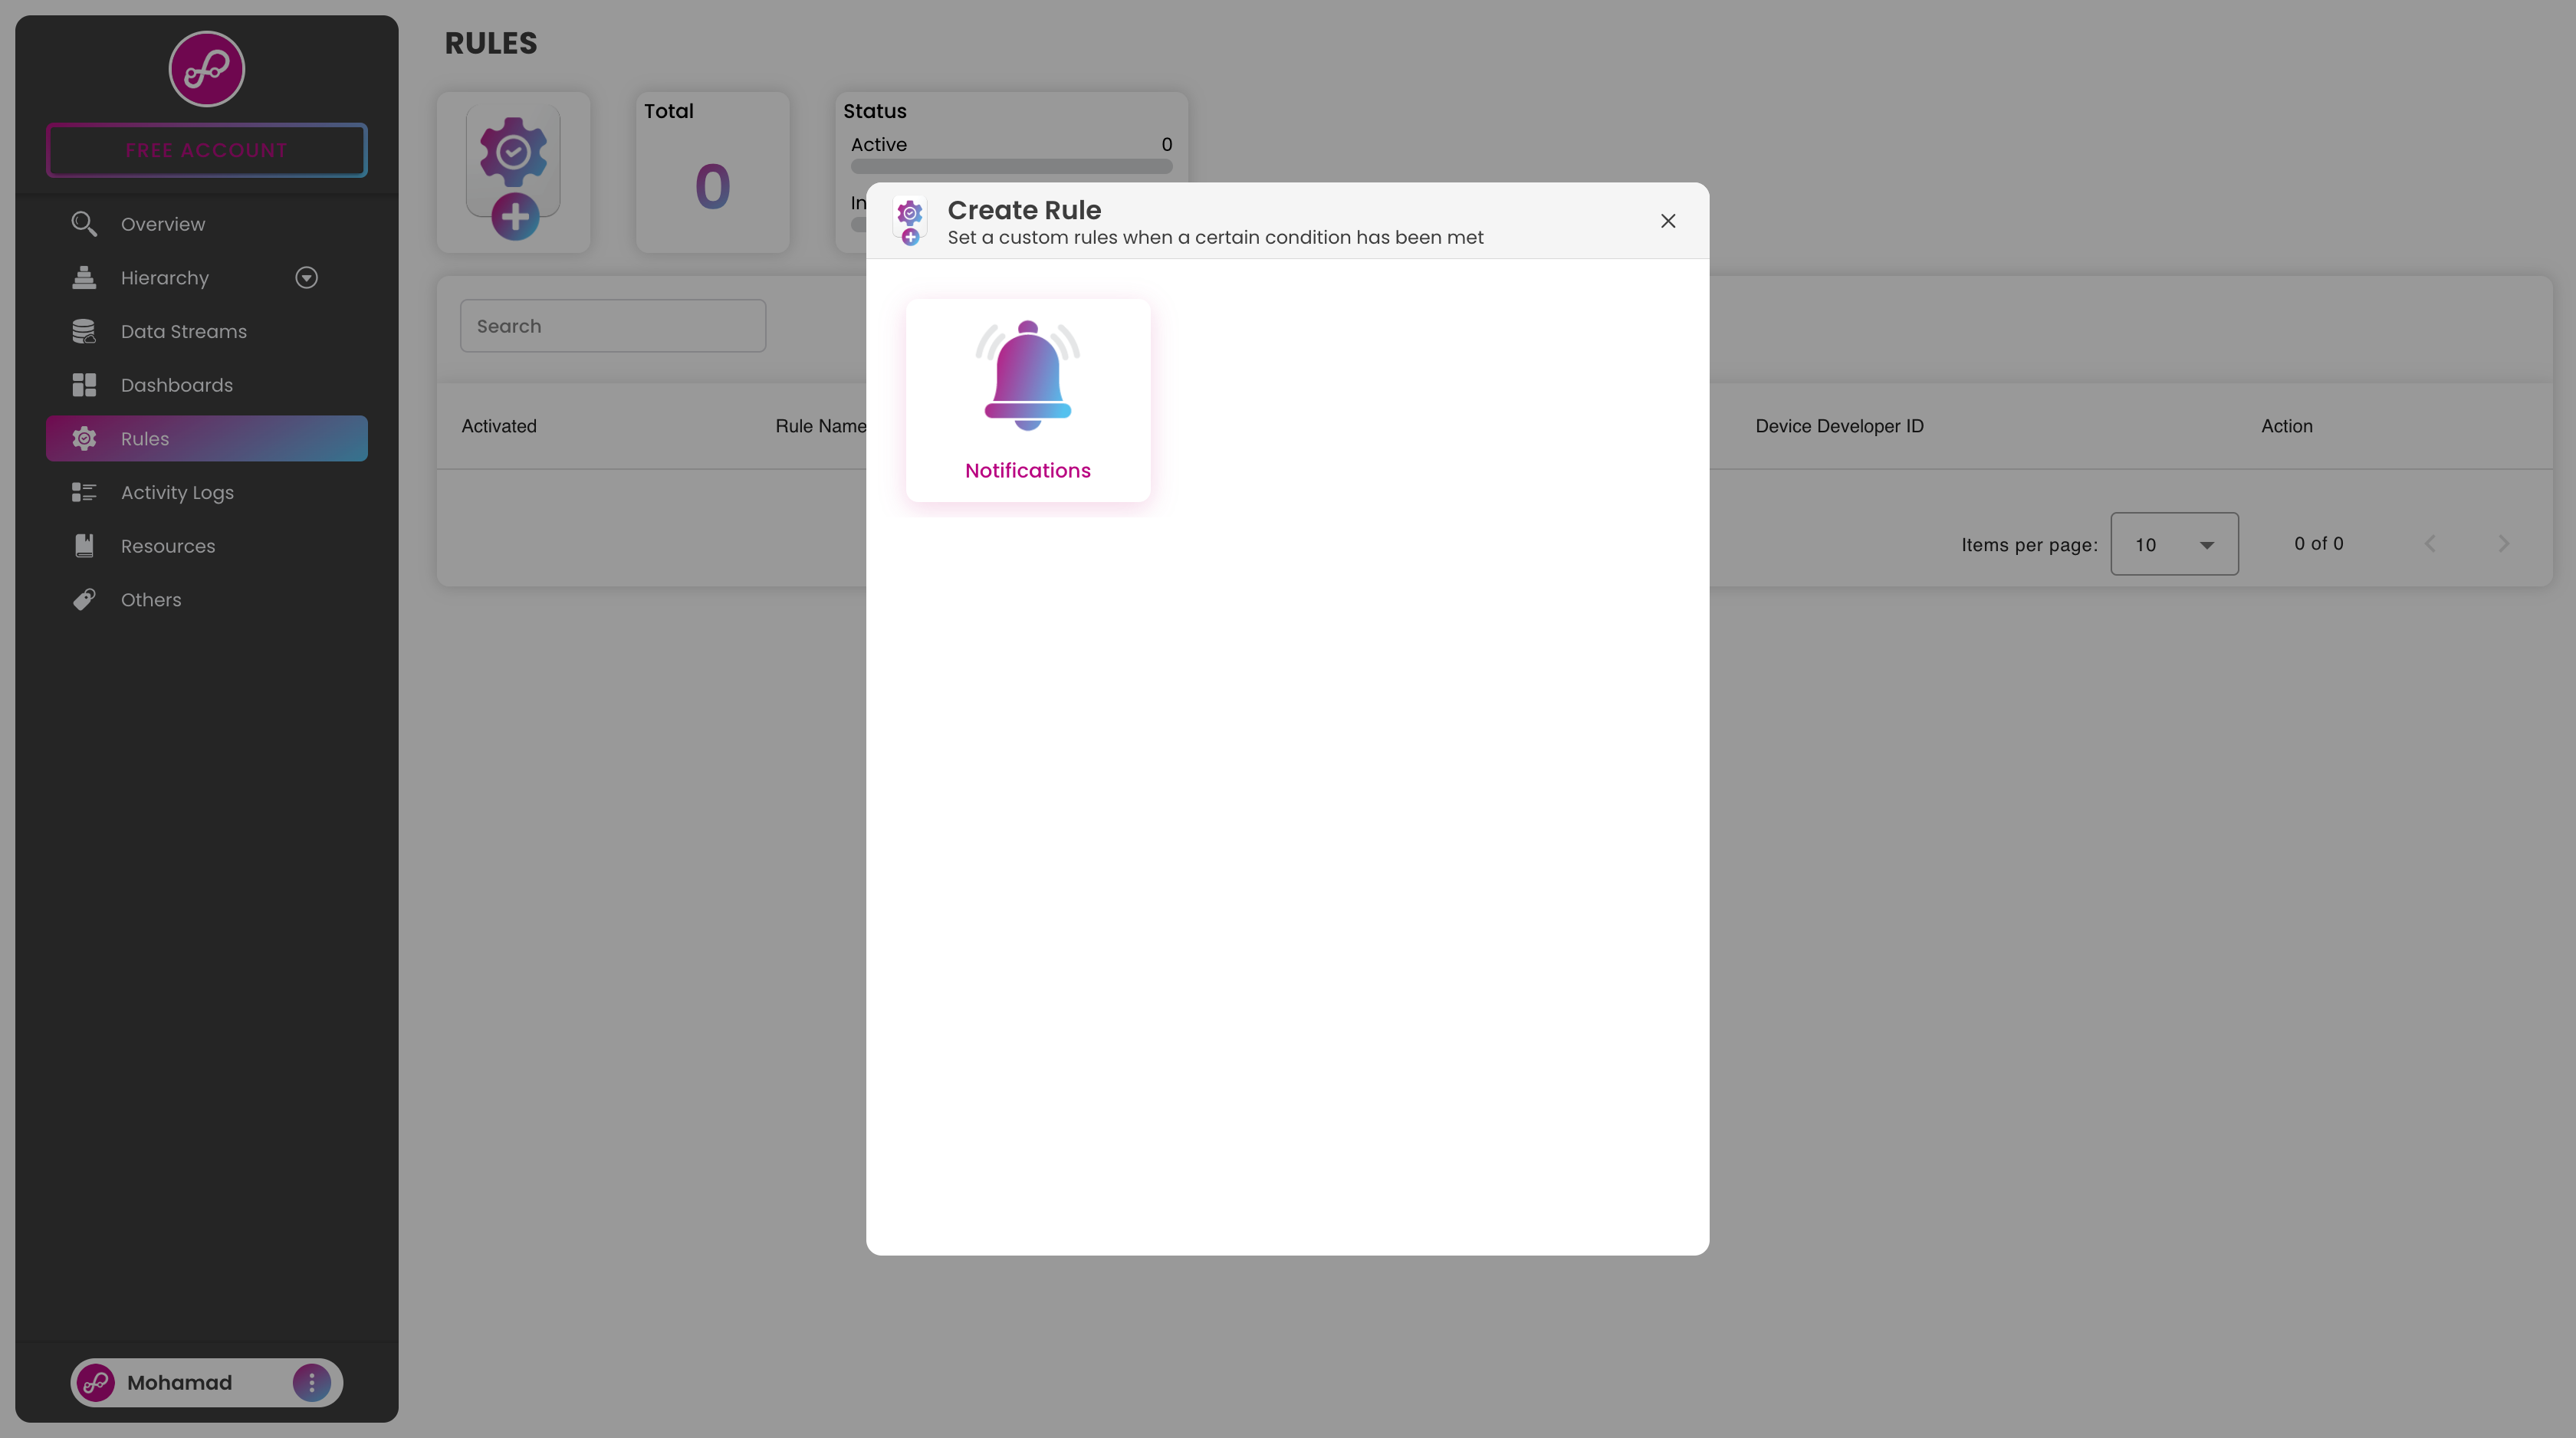 FREE ACCOUNT
Overview
Hierarchy
Data Streams
Dashboards
Rules
Activity Logs
Resources
Others
Mohamad
RULES
Total
0
Status
Active 0
In
Search
Activated Rule Name Device Developer ID Action
Items per page: 10 0 of 0
Create Rule
Set a custom rules when a certain condition has been met
Notifications